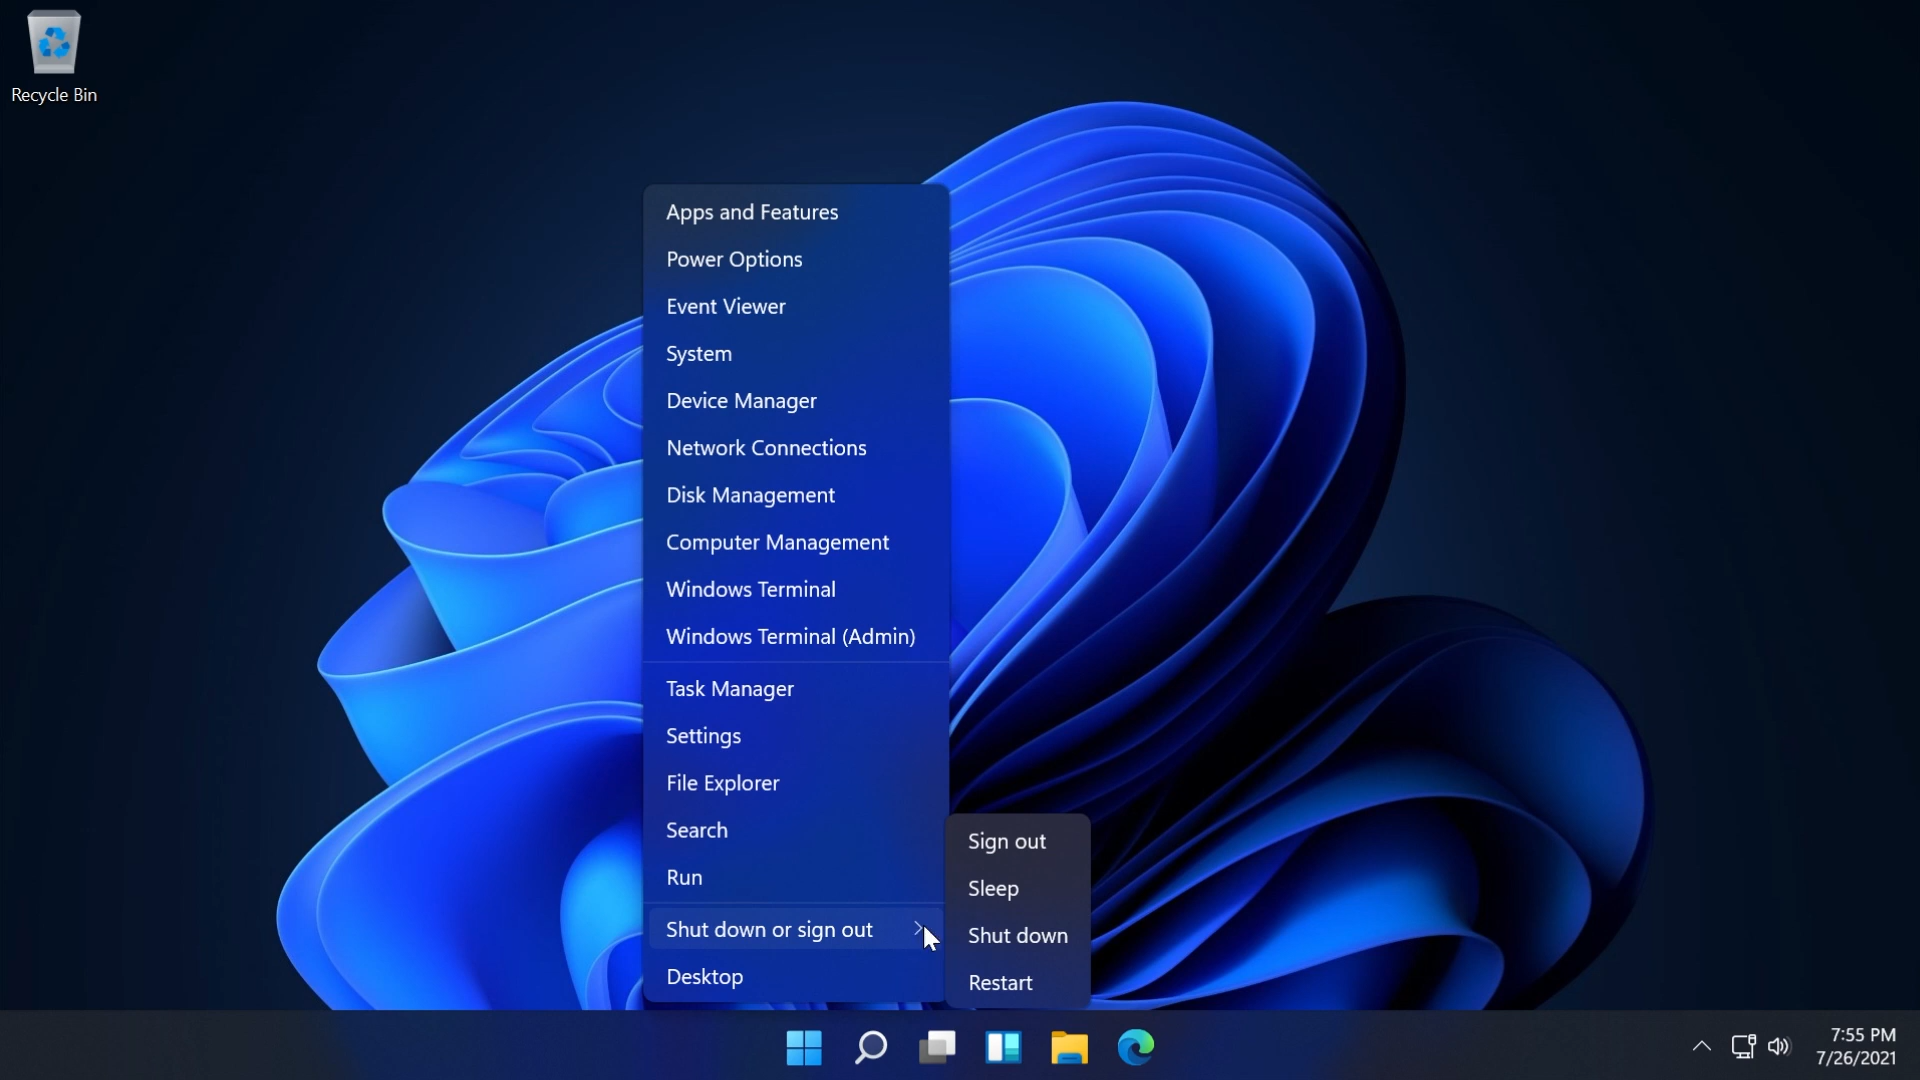 Recycle Bin
Apps and Features
Power Options
Event Viewer
System
Device Manager
Network Connections
Disk Management
Computer Management
Windows Terminal
Windows Terminal (Admin)
Task Manager
Settings
File Explorer
Search
Run
Shut down or sign out
Desktop
Sign out
Sleep
Shut down
Restart
7:55 PM
7/26/2021